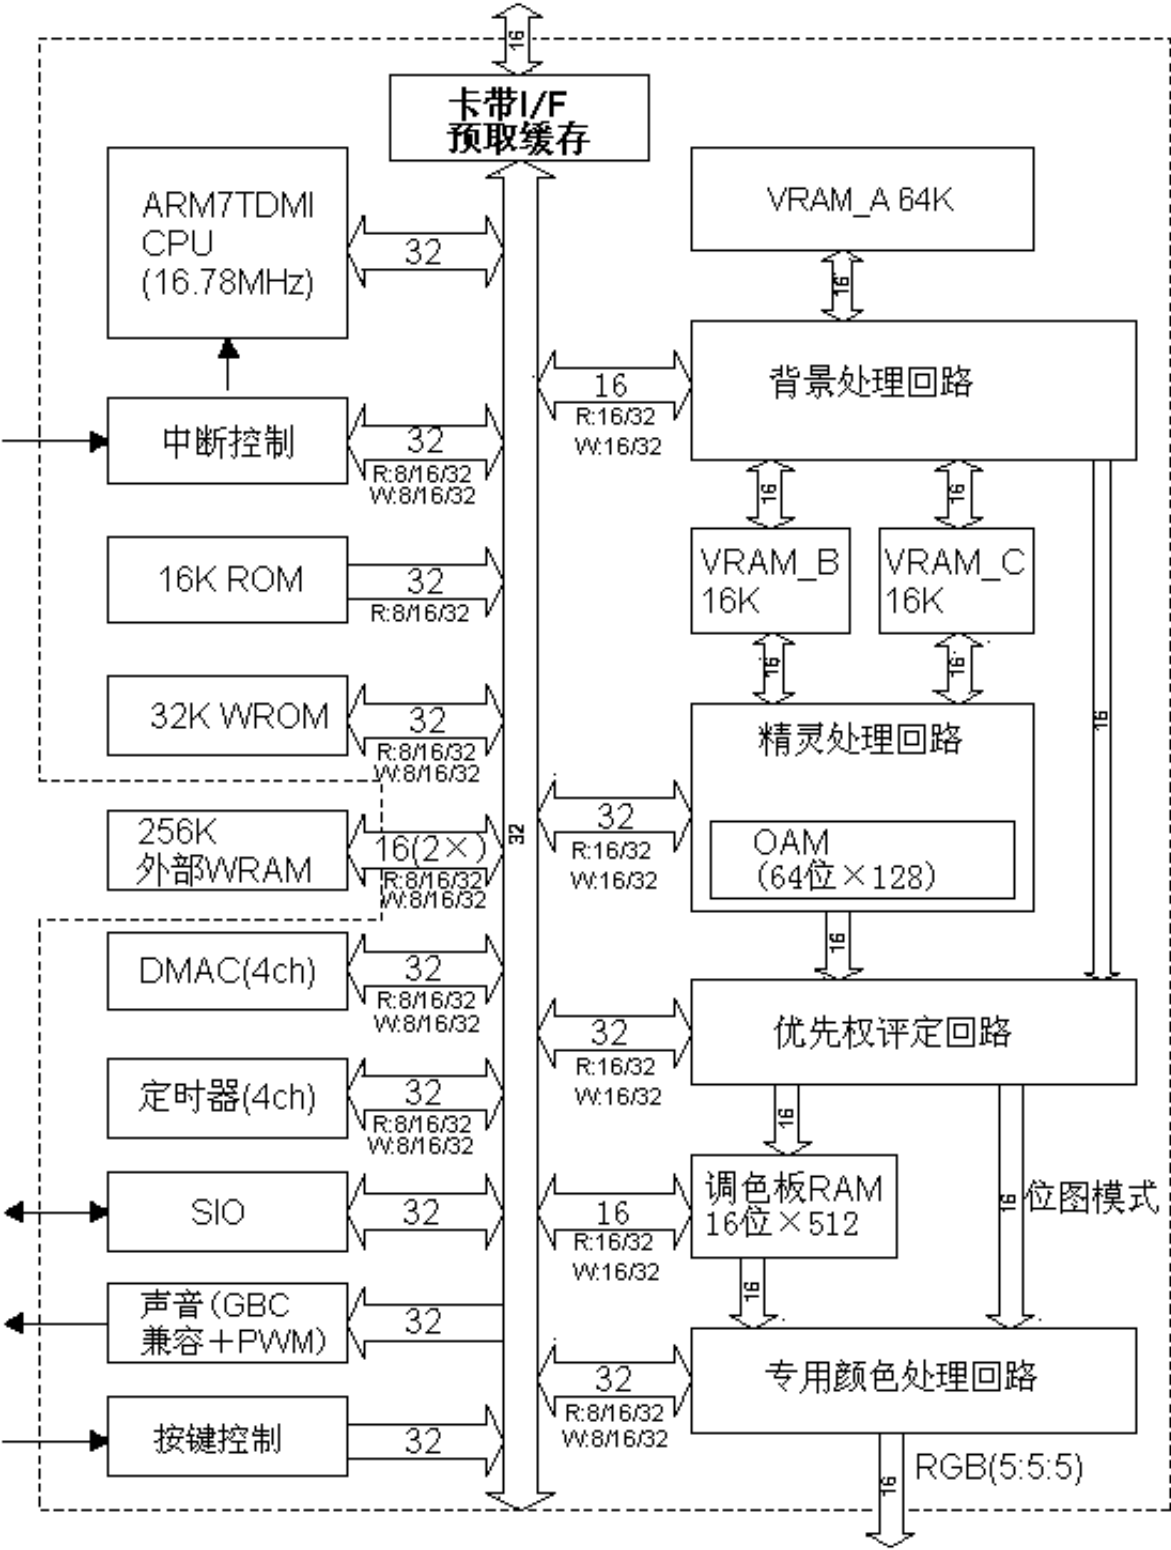 16
卡带I/F
预取缓存
ARM7TDMI
CPU
(16.78MHz)
32
VRAM_A 64K
16
背景处理回路
16
R:16/32
W:16/32
中断控制
32
R:8/16/32
W:8/16/32
16
16
16K ROM
32
R:8/16/32
VRAM_B
16K
VRAM_C
16K
16
16
32K WROM
32
R:8/16/32
W:8/16/32
精灵处理回路
16
256K
外部WRAM
16(2×)
R:8/16/32
W:8/16/32
32
32
R:16/32
W:16/32
OAM
(64位×128)
16
DMAC(4ch)
32
R:8/16/32
W:8/16/32
32
R:16/32
W:16/32
优先权评定回路
定时器(4ch)
32
R:8/16/32
W:8/16/32
16
SIO
32
16
R:16/32
W:16/32
调色板RAM
16位×512
16
位图模式
声音(GBC
兼容+PWM)
32
16
32
R:8/16/32
W:8/16/32
专用颜色处理回路
按键控制
32
16
RGB(5:5:5)